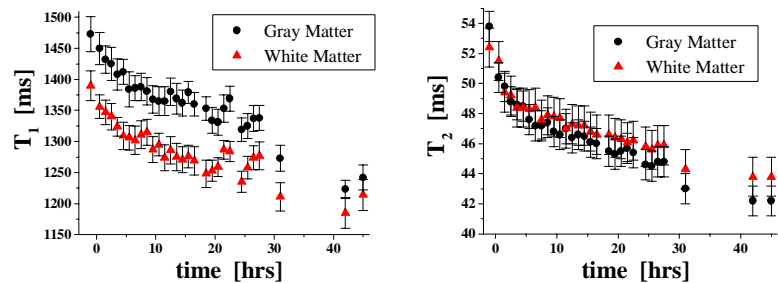 1500
1450
1400
1350
1300
1250
1200
1150
T₁ [ms]
Gray Matter
White Matter
0 10 20 30 40
time [hrs]
54
52
50
48
46
44
42
40
T₂ [ms]
Gray Matter
White Matter
0 10 20 30 40
time [hrs]